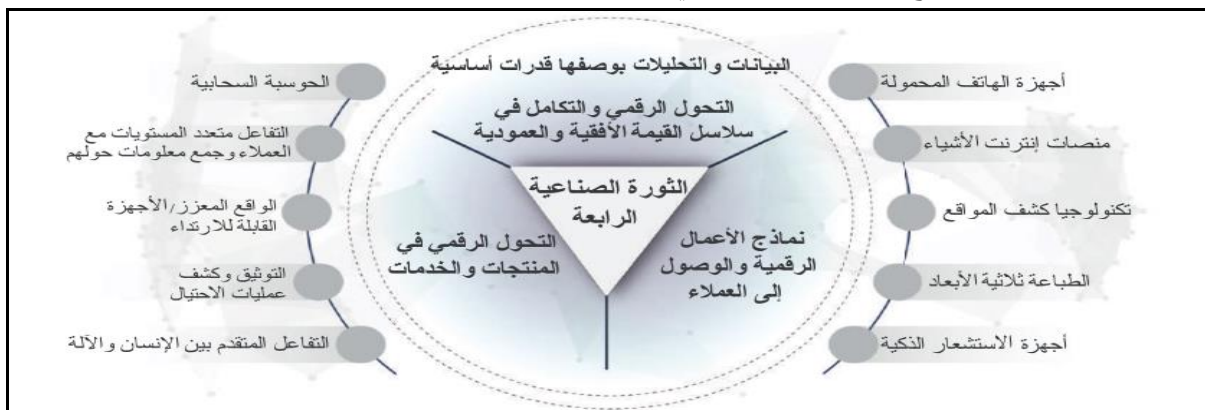 البيانات والتحليلات بوصفها قدرات أساسية
التحول الرقمي والتكامل في
سلاسل القيمة الأفقية والعمودية
الثورة الصناعية
الرابعة
نماذج الأعمال
الرقمية والوصول
إلى العملاء
التحول الرقمي في
المنتجات والخدمات
أجهزة الهاتف المحمولة
منصات إنترنت الأشياء
تكنولوجيا كشف المواقع
الطباعة ثلاثية الأبعاد
أجهزة الاستشعار الذكية
الحوسبة السحابية
التفاعل متعدد المستويات مع
العملاء وجمع معلومات حولهم
الواقع المعزز/الأجهزة
القابلة للارتداء
التوثيق وكشف
عمليات الاحتيال
التفاعل المتقدم بين الإنسان والآلة